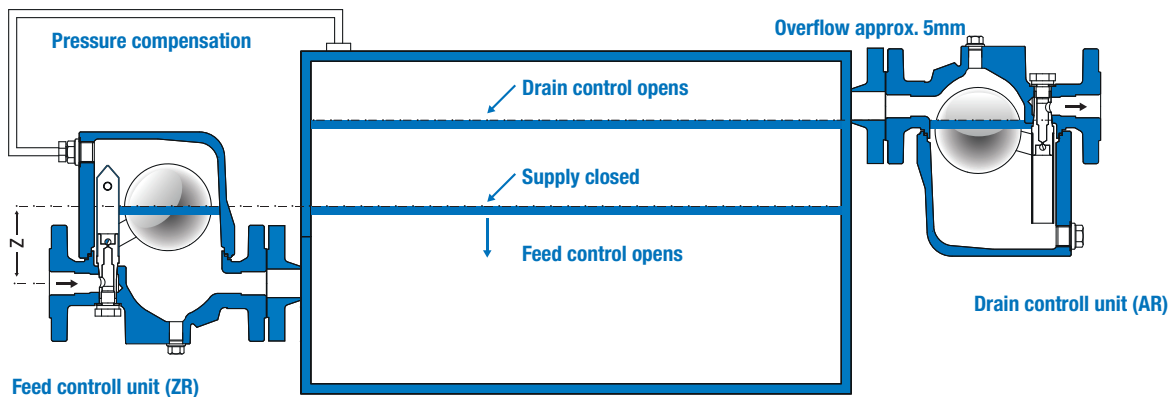 Pressure compensation
Overflow approx. 5mm
Drain control opens
Supply closed
Z
Feed control opens
Drain controll unit (AR)
Feed controll unit (ZR)